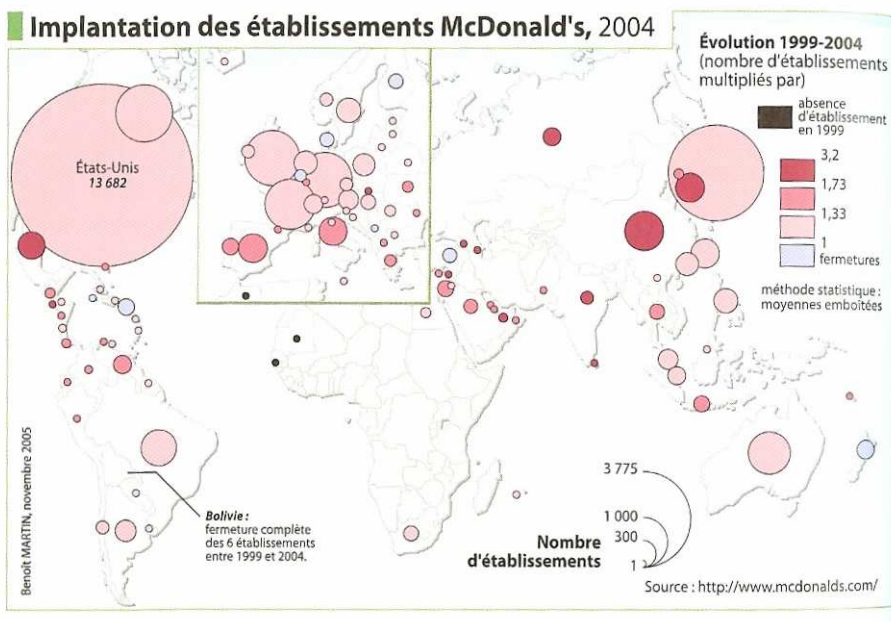 Implantation des établissements McDonald's, 2004
Évolution 1999-2004
(nombre d'établissements
multipliés par)
absence
d'établissement
en 1999
3,2
1,73
1,33
1
fermetures
méthode statistique :
moyennes emboîtées
États-Unis
13 682
Bolivie :
fermeture complète
des 6 établissements
entre 1999 et 2004.
3 775
1 000
300
1
Nombre
d'établissements
Source : http://www.mcdonalds.com/
Benoît MARTIN, novembre 2005